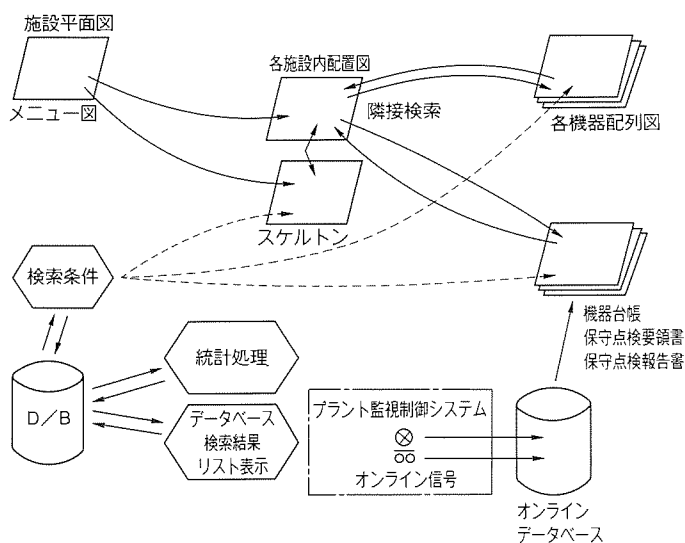 施設平面図
メニュー図
各施設内配置図
隣接検索
各機器配列図
スケルトン
検索条件
機器台帳
保守点検要領書
保守点検報告書
統計処理
D/B
データベース
検索結果
リスト表示
プラント監視制御システム
オンライン信号
オンライン
データベース